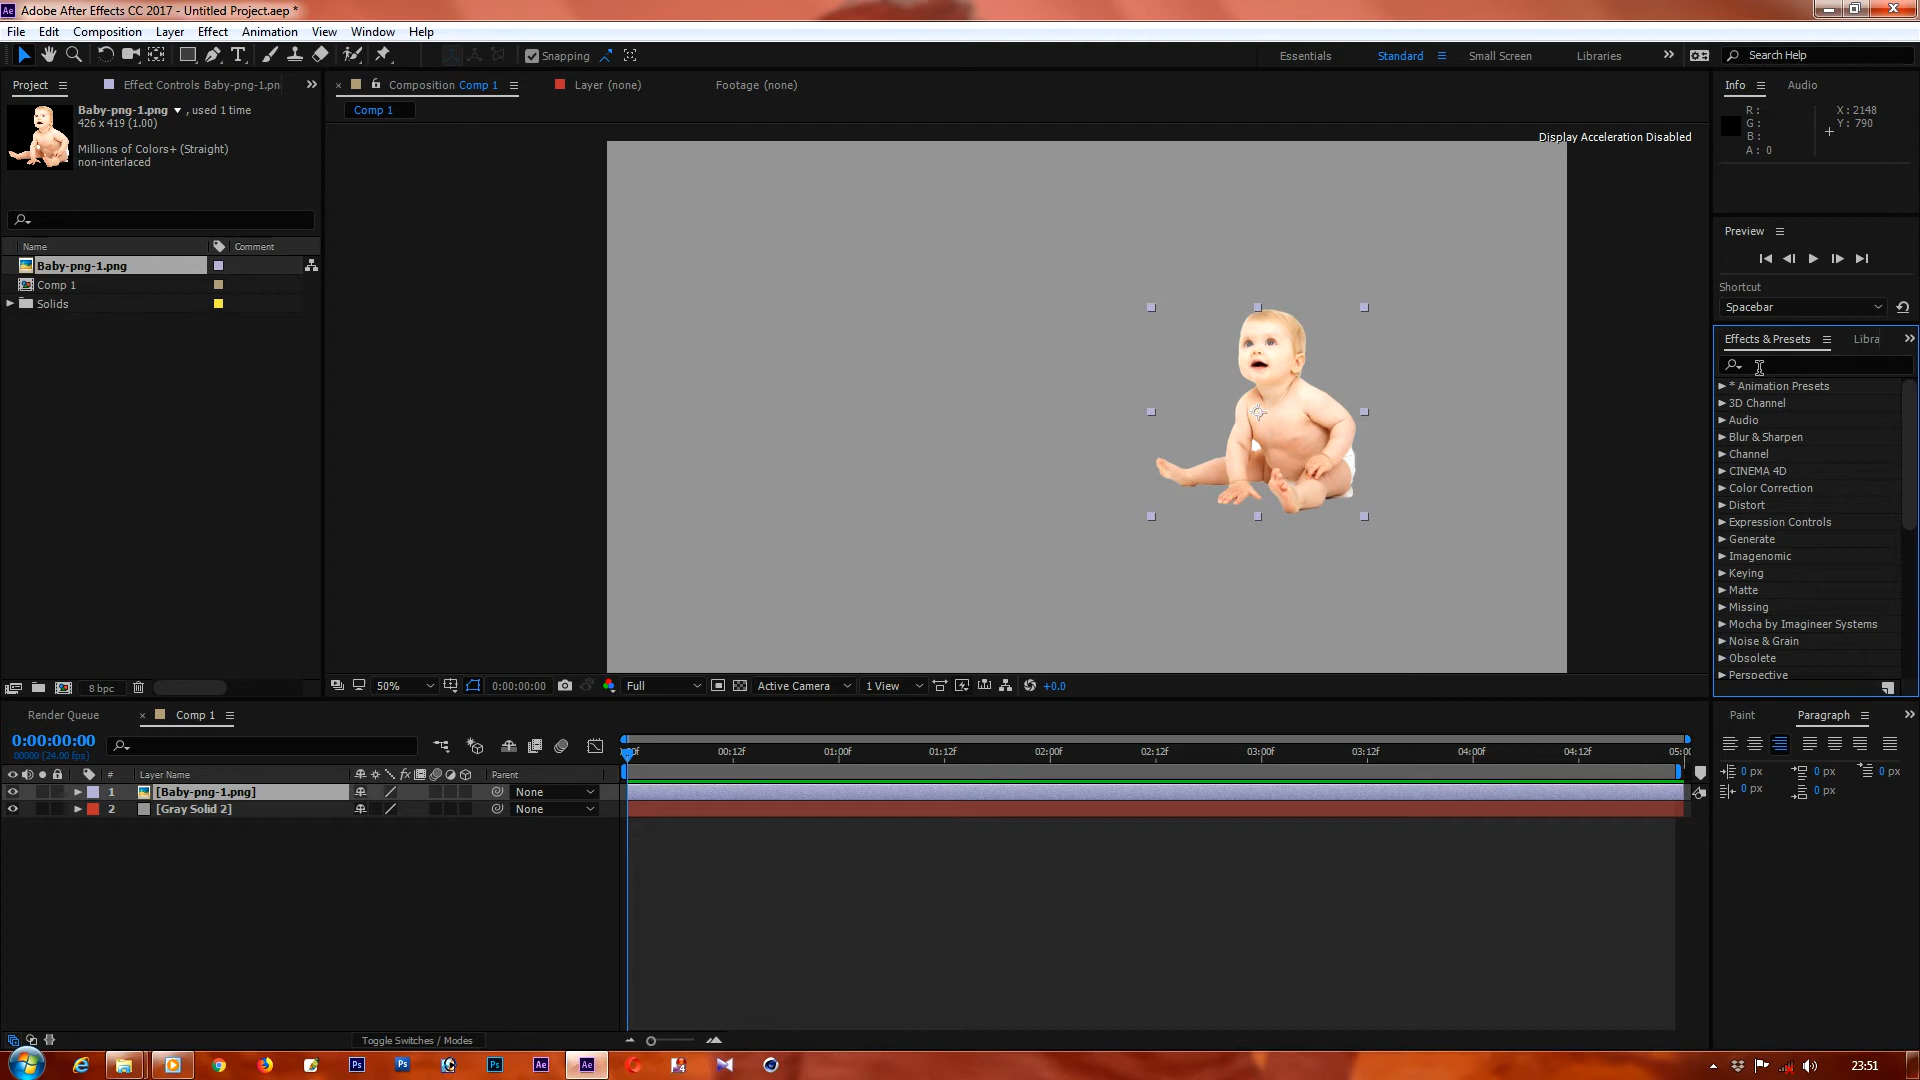 Adobe After Effects CC 2017 - Untitled Project.aep *
File Edit Composition Layer Effect Animation View Window Help
Snapping Essentials Standard Small Screen Libraries Search Help
Project Effect Controls Baby-png-1.pn
Composition Comp 1 Layer (none) Footage (none)
Info Audio
Baby-png-1.png , used 1 time
426 x 419 (1.00)
Millions of Colors+ (Straight)
non-interlaced
Comp 1
Display Acceleration Disabled
R :
G :
B :
A : 0
X : 2148
Y : 790
Name Comment
Baby-png-1.png
Comp 1
Solids
Preview
Shortcut
Spacebar
Effects & Presets Libra
* Animation Presets
3D Channel
Audio
Blur & Sharpen
Channel
CINEMA 4D
Color Correction
Distort
Expression Controls
Generate
Imagenomic
Keying
Matte
Missing
Mocha by Imagineer Systems
Noise & Grain
Obsolete
Perspective
8 bpc
50% 0:00:00:00 Full Active Camera 1 View +0.0
Render Queue Comp 1
0:00:00:00
00000 (24.00 fps)
00:12f 01:00f 01:12f 02:00f 02:12f 03:00f 03:12f 04:00f 04:12f
# Layer Name fx Parent
1 [Baby-png-1.png] None
2 [Gray Solid 2] None
Paint Paragraph
0 px 0 px 0 px
0 px 0 px
Toggle Switches / Modes
23:51